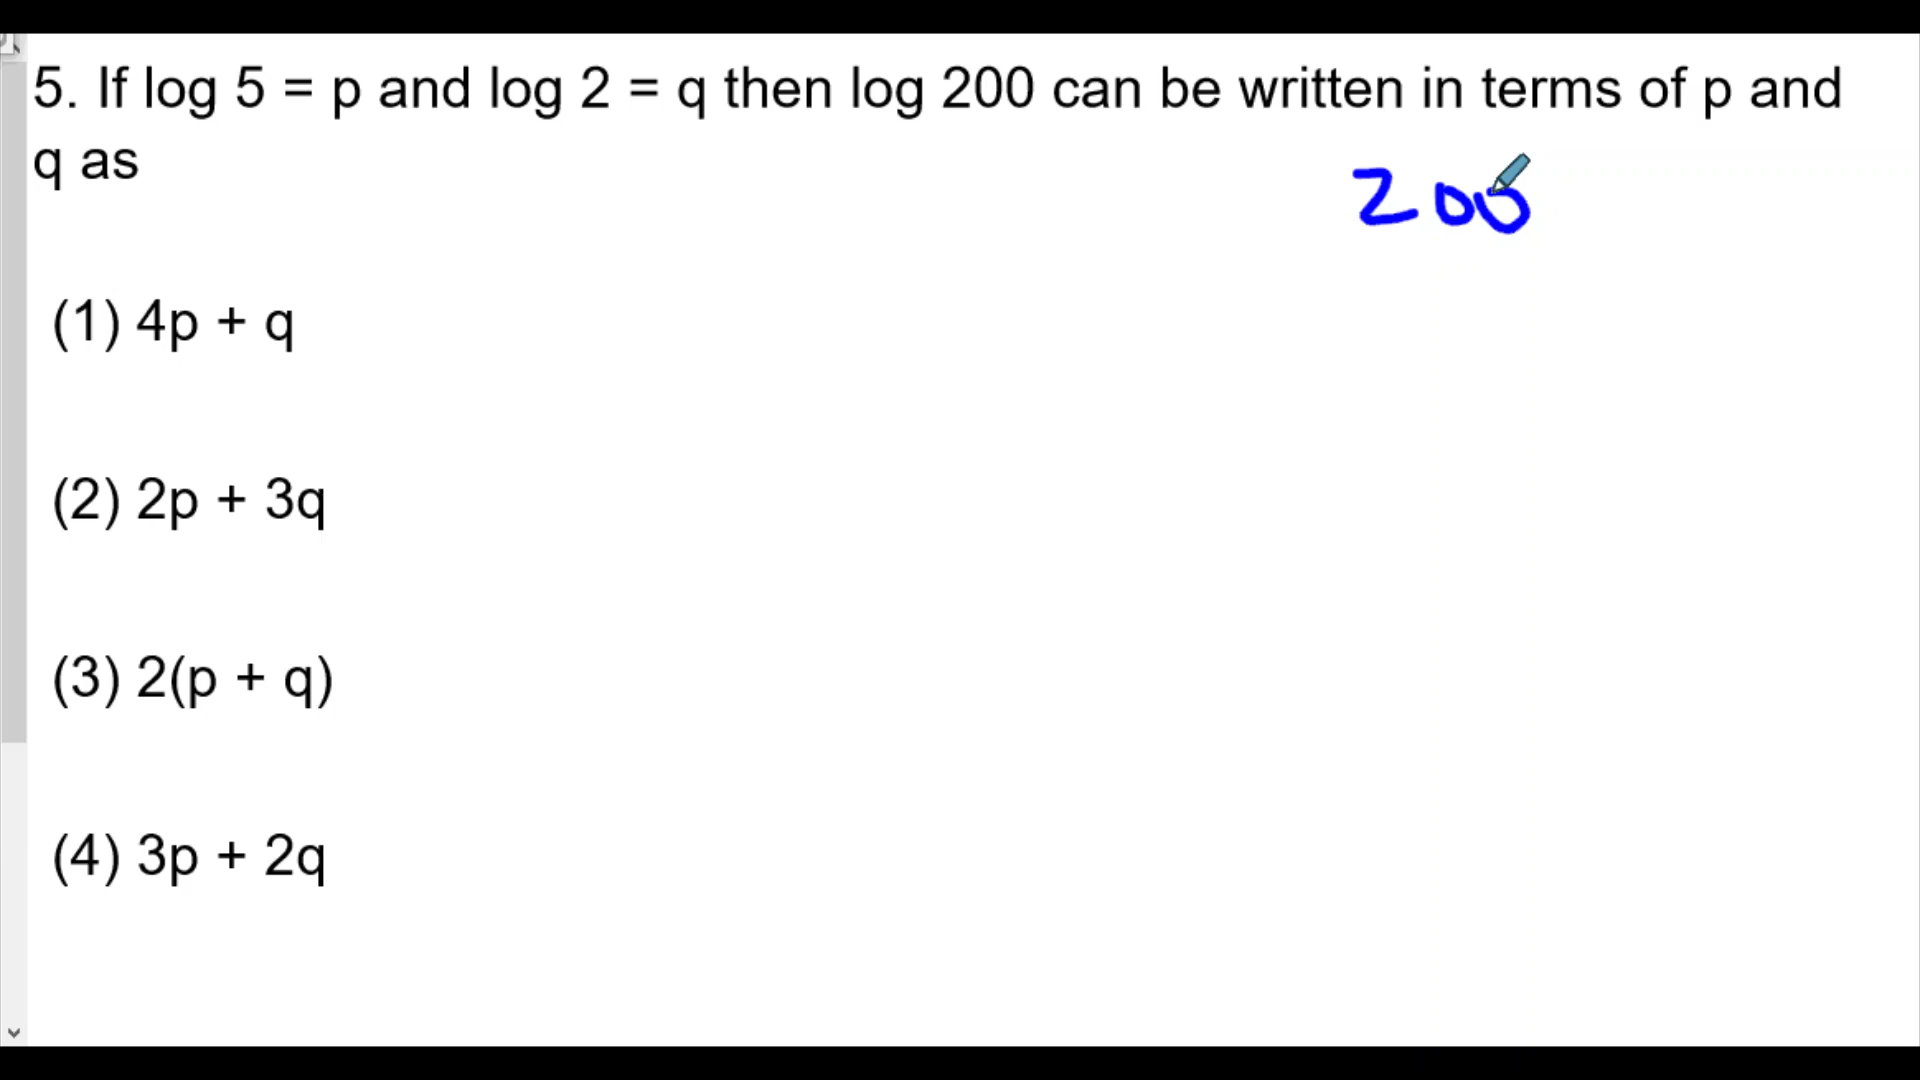 5. If log 5 = p and log 2 = q then log 200 can be written in terms of p and
q as
200
(1) 4p + q
(2) 2p + 3q
(3) 2(p + q)
(4) 3p + 2q